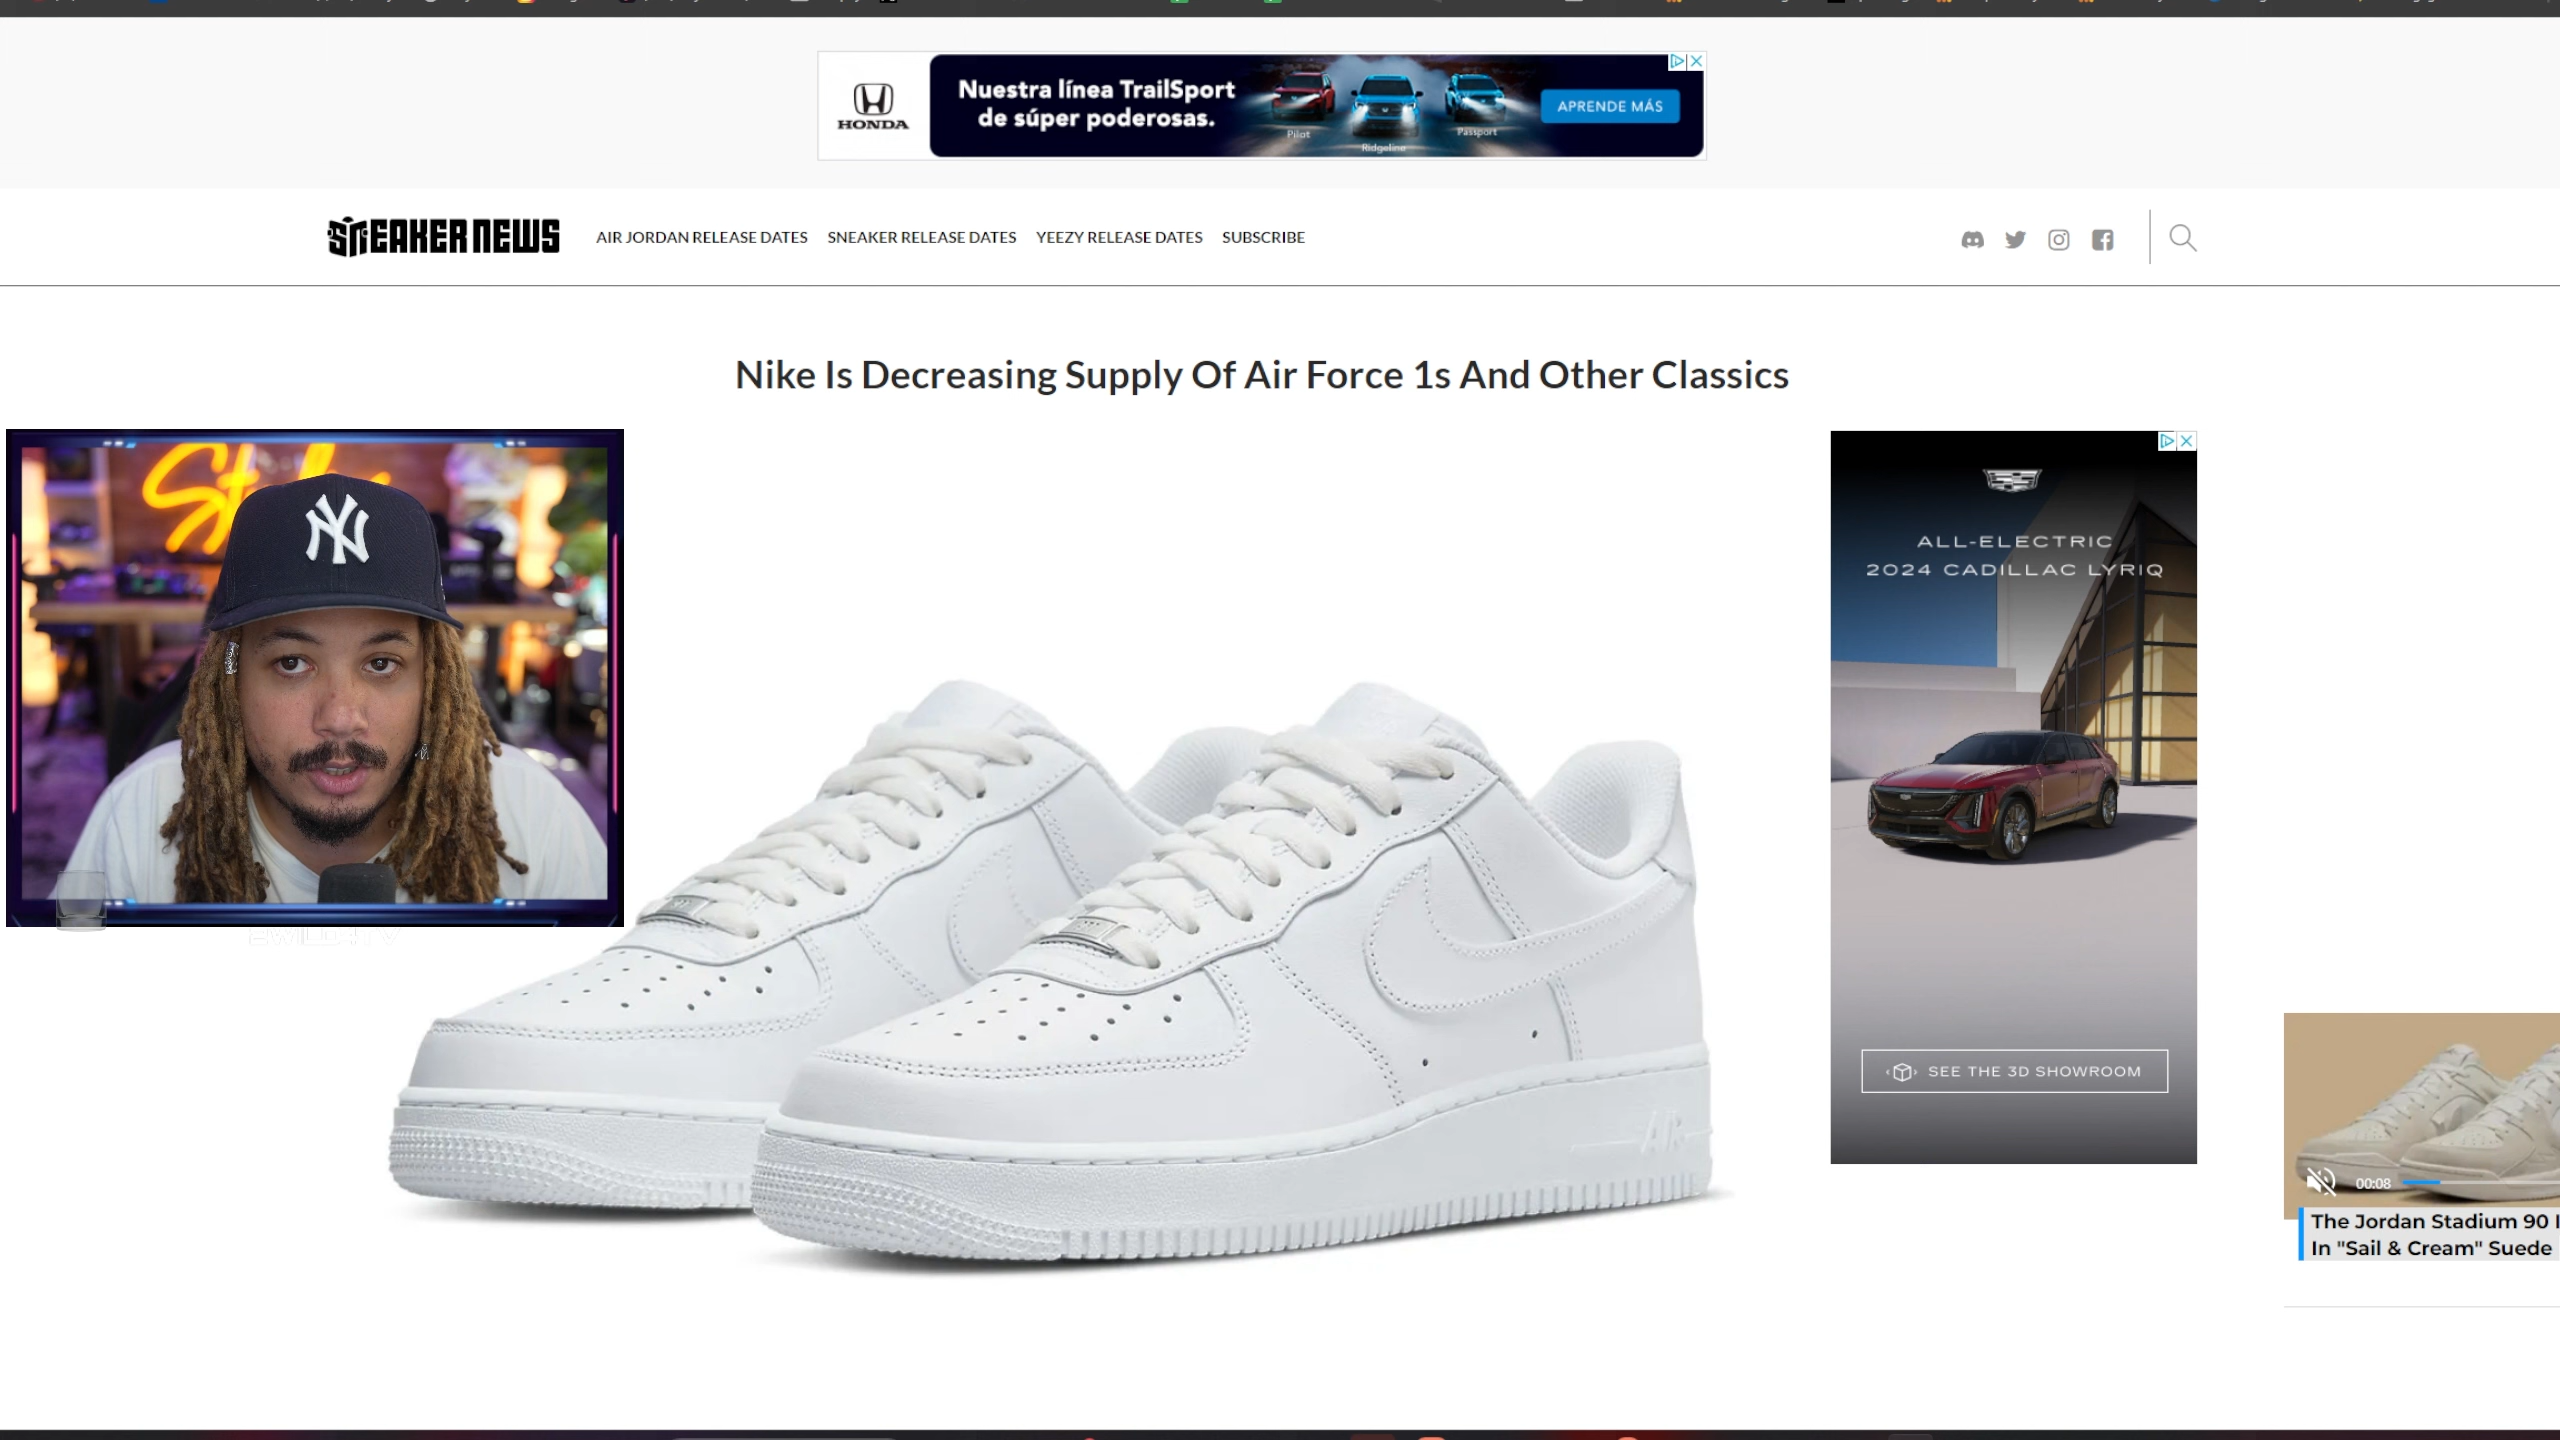 HONDA
Nuestra línea TrailSport
de súper poderosas.
Pilot
Ridgeline
Passport
APRENDE MÁS
SNEAKER NEWS
AIR JORDAN RELEASE DATES
SNEAKER RELEASE DATES
YEEZY RELEASE DATES
SUBSCRIBE
Nike Is Decreasing Supply Of Air Force 1s And Other Classics
NY
ALL-ELECTRIC
2024 CADILLAC LYRIQ
SEE THE 3D SHOWROOM
AIR
00:08
The Jordan Stadium 90
In "Sail & Cream" Suede